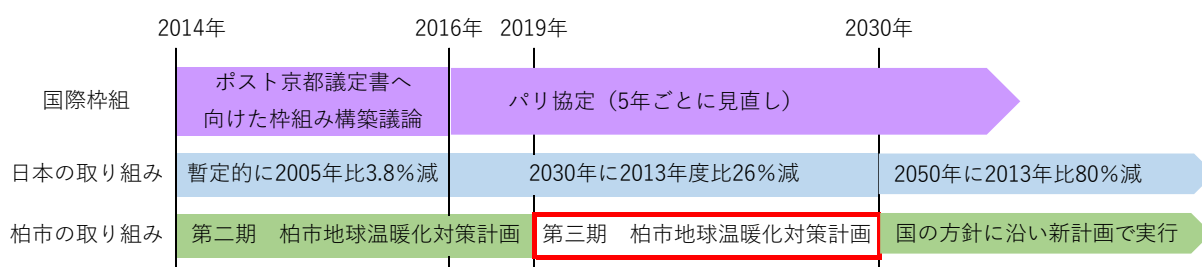 2014年 2016年 2019年 2030年
国際枠組
ポスト京都議定書へ
向けた枠組み構築議論
パリ協定（5年ごとに見直し）
日本の取り組み 暫定的に2005年比3.8%減 2030年に2013年度比26%減 2050年に2013年比80%減
柏市の取り組み 第二期　柏市地球温暖化対策計画 第三期　柏市地球温暖化対策計画 国の方針に沿い新計画で実行